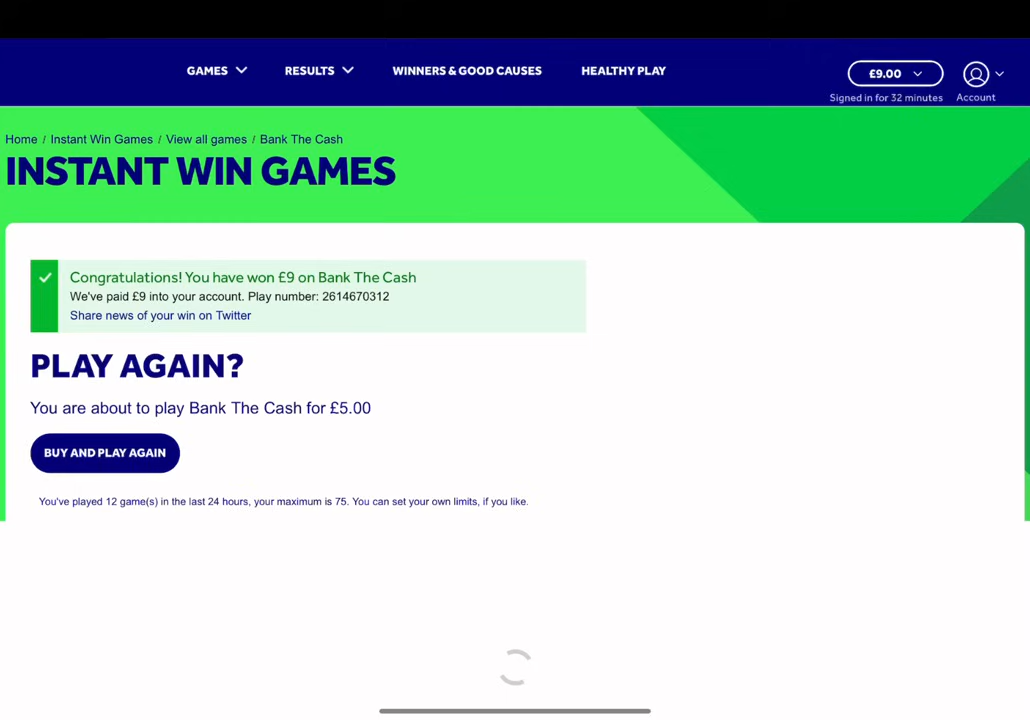 GAMES RESULTS WINNERS & GOOD CAUSES HEALTHY PLAY £9.00
Signed in for 32 minutes Account
Home / Instant Win Games / View all games / Bank The Cash
INSTANT WIN GAMES
Congratulations! You have won £9 on Bank The Cash
We've paid £9 into your account. Play number: 2614670312
Share news of your win on Twitter
PLAY AGAIN?
You are about to play Bank The Cash for £5.00
BUY AND PLAY AGAIN
You've played 12 game(s) in the last 24 hours, your maximum is 75. You can set your own limits, if you like.